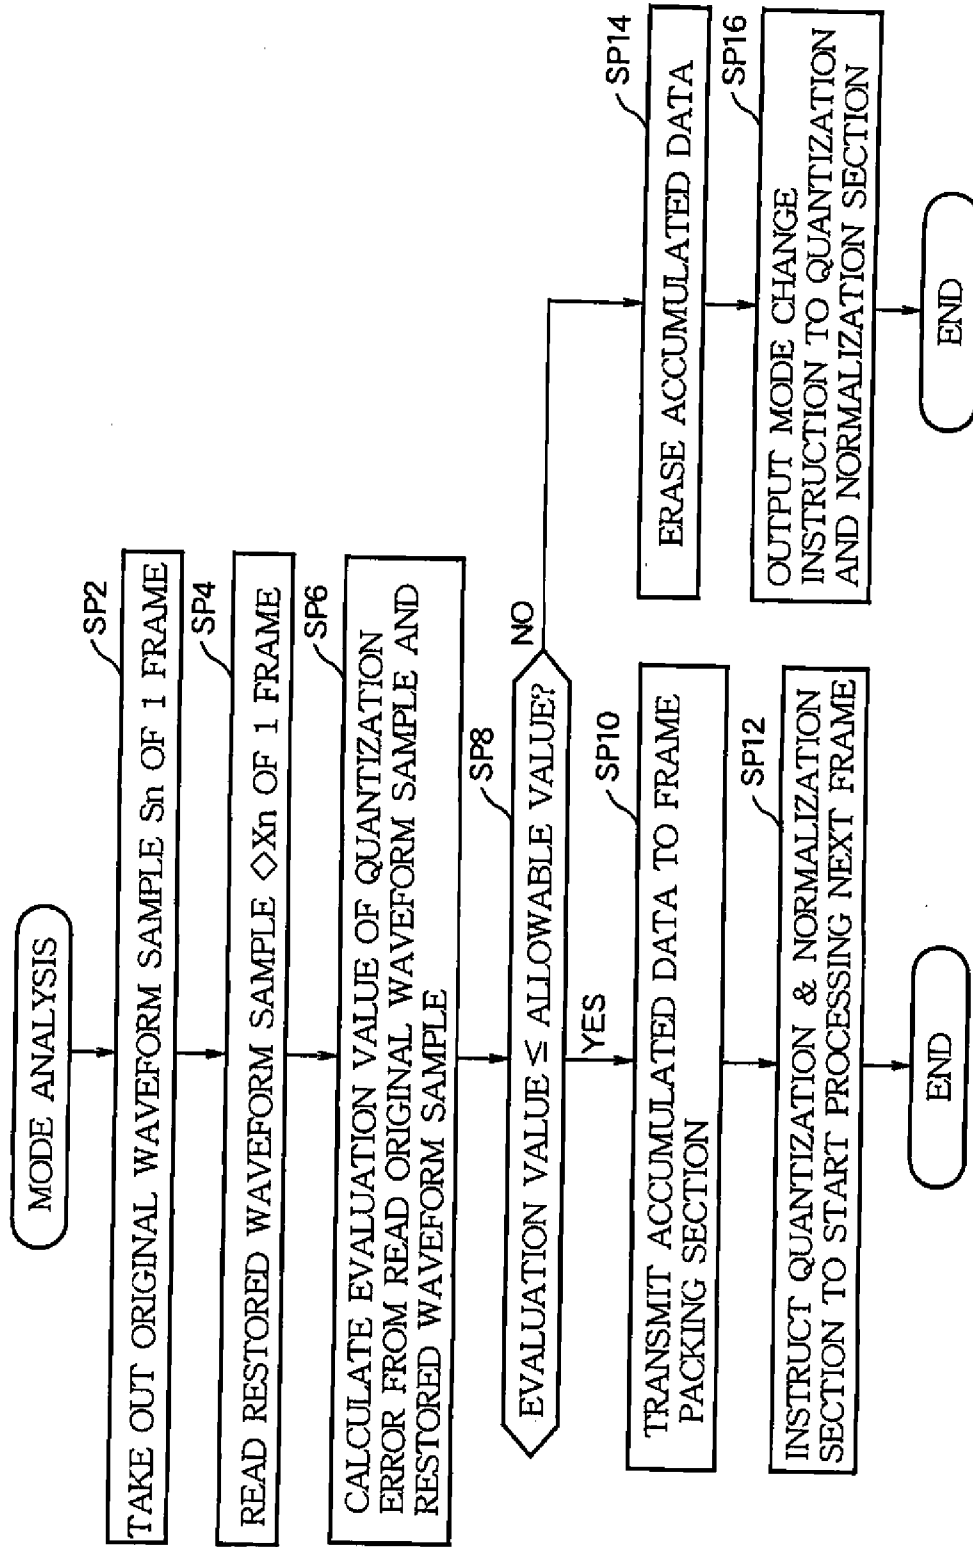 MODE ANALYSIS
SP2
TAKE OUT ORIGINAL WAVEFORM SAMPLE Sn OF 1 FRAME
SP4
READ RESTORED WAVEFORM SAMPLE ◇Xn OF 1 FRAME
SP6
CALCULATE EVALUATION VALUE OF QUANTIZATION
ERROR FROM READ ORIGINAL WAVEFORM SAMPLE AND
RESTORED WAVEFORM SAMPLE
SP8
EVALUATION VALUE ≤ ALLOWABLE VALUE?
NO
YES
SP10
TRANSMIT ACCUMULATED DATA TO FRAME
PACKING SECTION
SP12
INSTRUCT QUANTIZATION & NORMALIZATION
SECTION TO START PROCESSING NEXT FRAME
END
SP14
ERASE ACCUMULATED DATA
SP16
OUTPUT MODE CHANGE
INSTRUCTION TO QUANTIZATION
AND NORMALIZATION SECTION
END